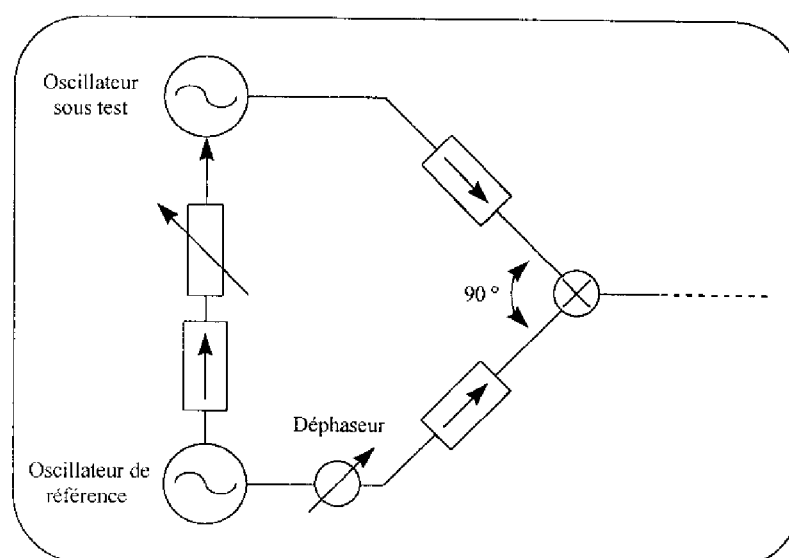 Oscillateur
sous test
90 °
Déphaseur
Oscillateur de
référence